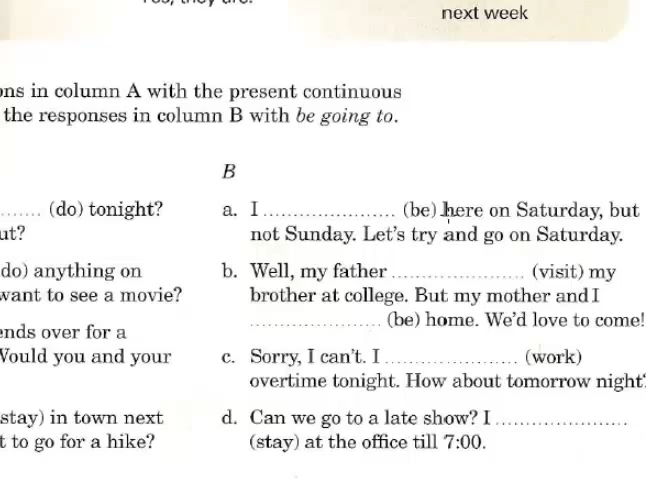 next week
ons in column A with the present continuous
the responses in column B with be going to.
....... (do) tonight?
ut?
do) anything on
want to see a movie?
ends over for a
Would you and your
stay) in town next
t to go for a hike?
B
a. I ...................... (be) here on Saturday, but
not Sunday. Let's try and go on Saturday.
b. Well, my father ...................... (visit) my
brother at college. But my mother and I
...................... (be) home. We'd love to come!
c. Sorry, I can't. I ...................... (work)
overtime tonight. How about tomorrow night?
d. Can we go to a late show? I ......................
(stay) at the office till 7:00.